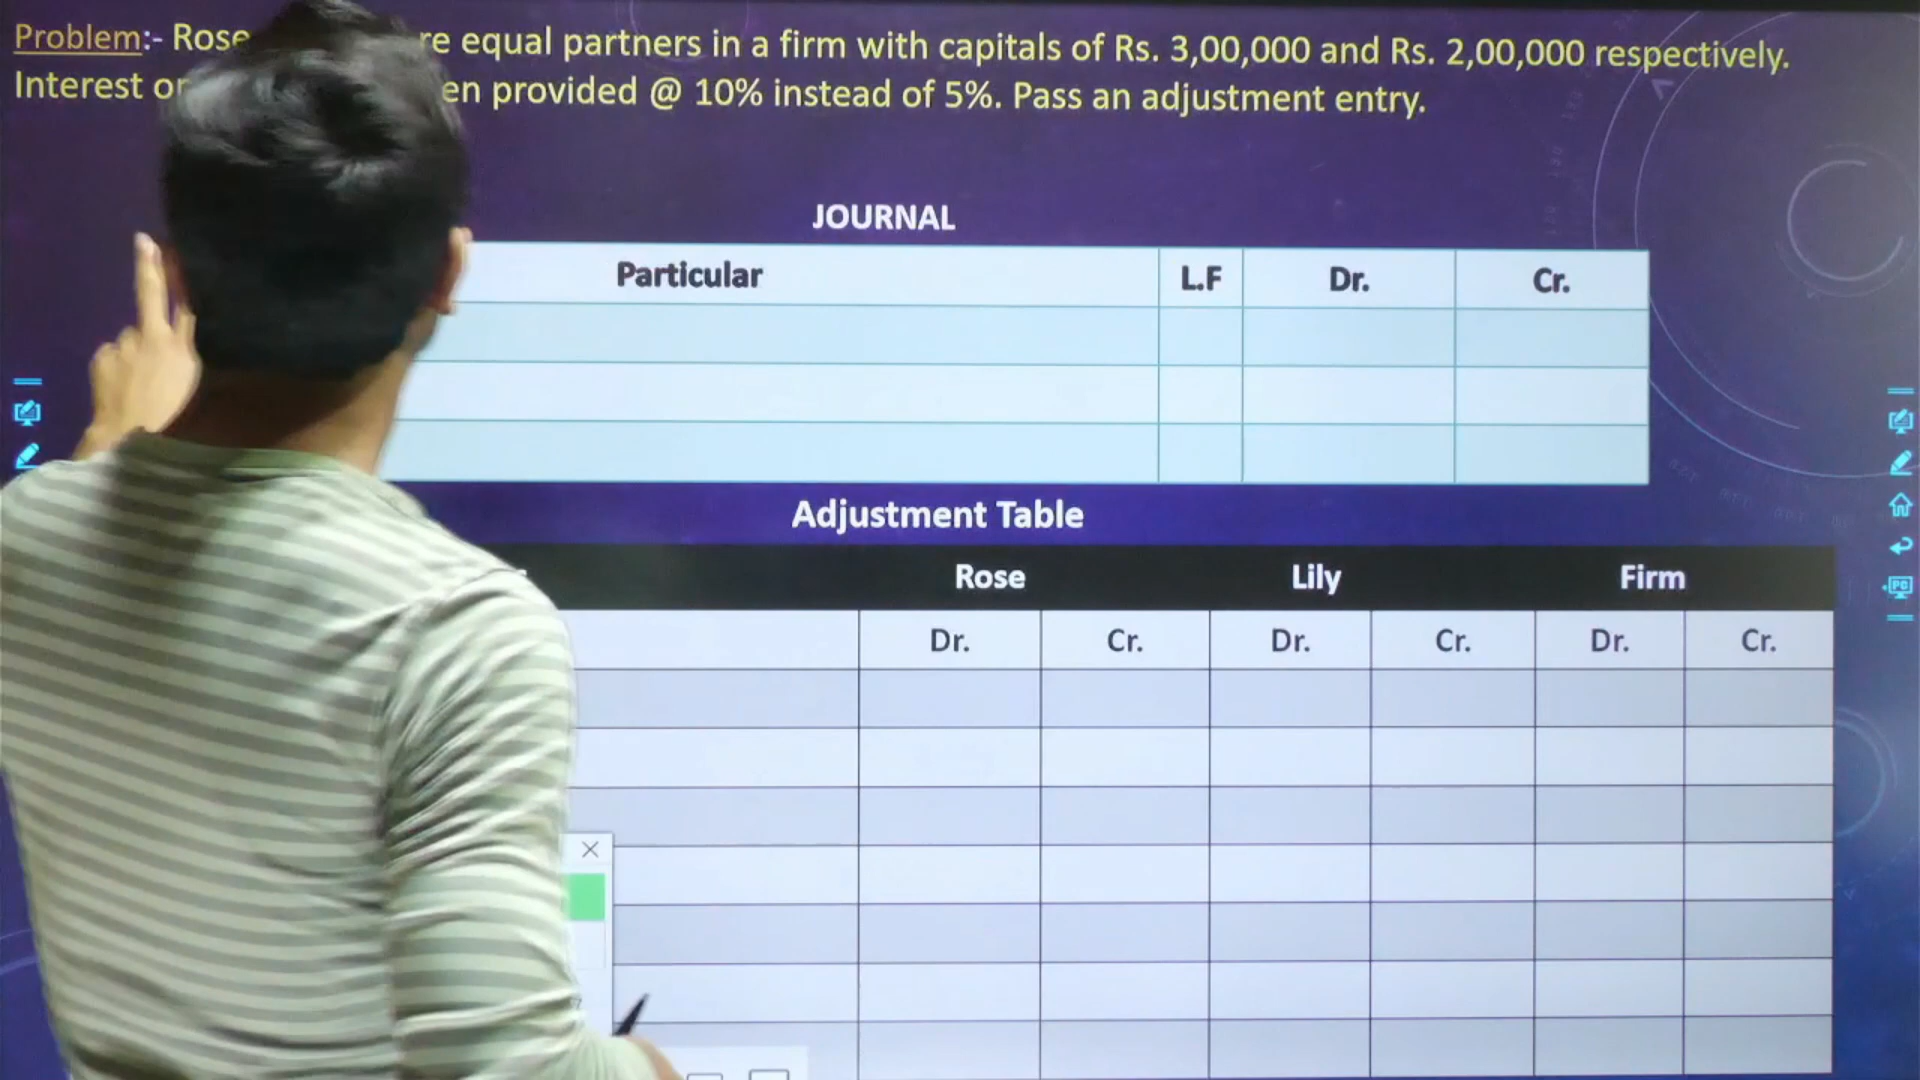 Problem:- Rose re equal partners in a firm with capitals of Rs. 3,00,000 and Rs. 2,00,000 respectively.
Interest or en provided @ 10% instead of 5%. Pass an adjustment entry.
JOURNAL
Particular L.F Dr. Cr.
Adjustment Table
Rose Lily Firm
Dr. Cr. Dr. Cr. Dr. Cr.